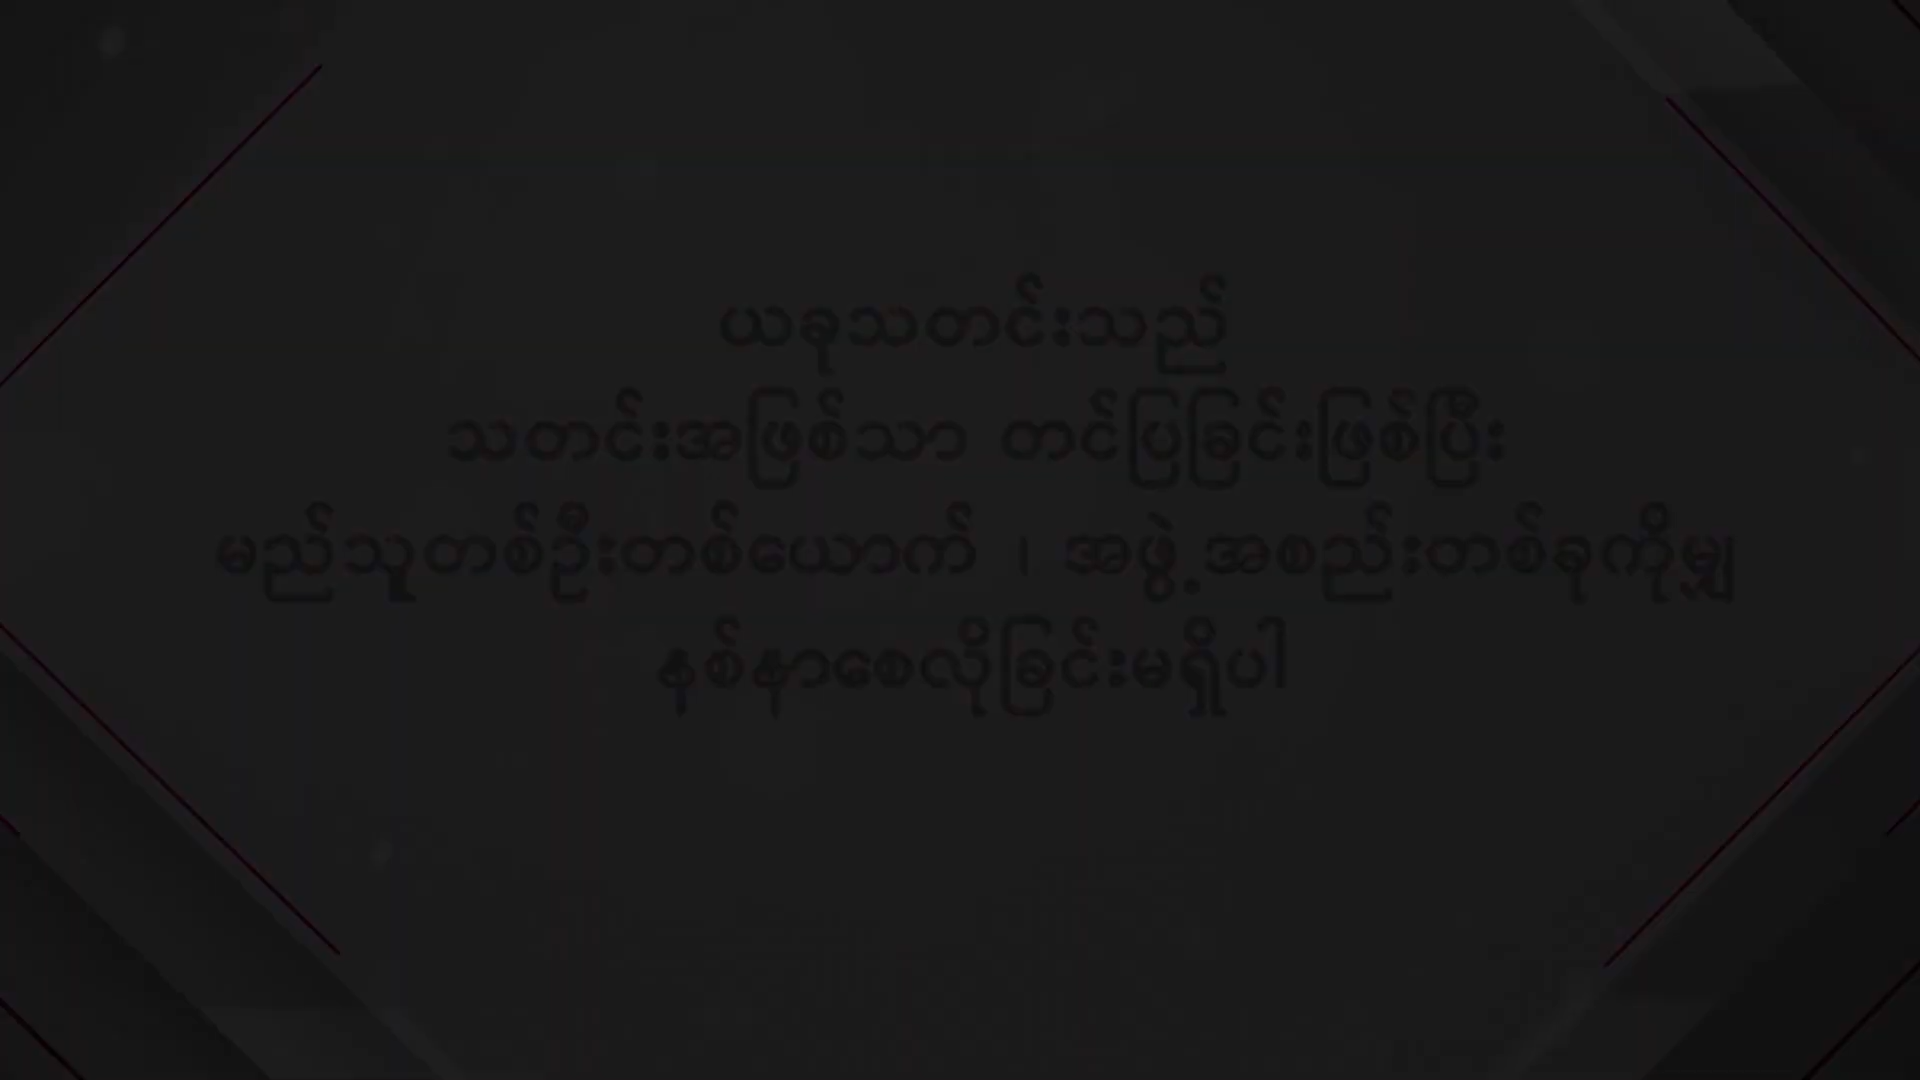 ယခုသတင်းသည်
သတင်းအဖြစ်သာ တင်ပြခြင်းဖြစ်ပြီး
မည်သူတစ်ဦးတစ်ယောက် ၊ အဖွဲ့အစည်းတစ်ခုကိုမျှ
နစ်နာစေလိုခြင်းမရှိပါ